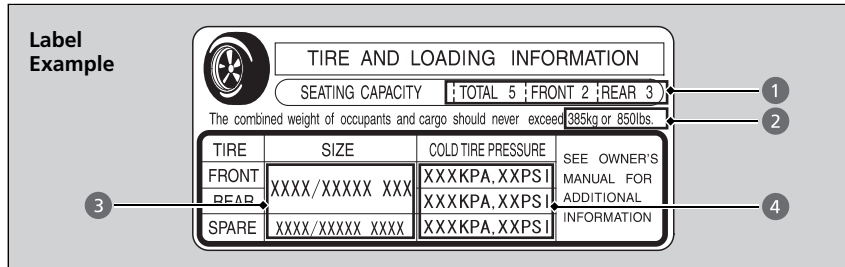 Label
Example
TIRE AND LOADING INFORMATION
SEATING CAPACITY TOTAL 5 FRONT 2 REAR 3
1
The combined weight of occupants and cargo should never exceed 385kg or 850lbs.
2
TIRE SIZE COLD TIRE PRESSURE
SEE OWNER'S
MANUAL FOR
ADDITIONAL
INFORMATION
FRONT XXXX/XXXXX XXX XXXKPA,XXPSI
REAR XXXKPA,XXPSI
3
4
SPARE XXXX/XXXXX XXXX XXXKPA,XXPSI